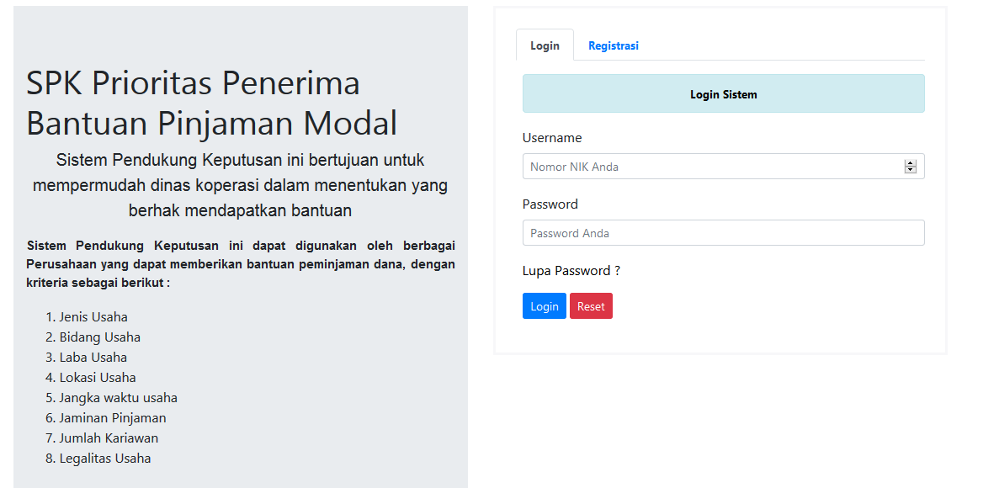 SPK Prioritas Penerima
Bantuan Pinjaman Modal
Sistem Pendukung Keputusan ini bertujuan untuk
mempermudah dinas koperasi dalam menentukan yang
berhak mendapatkan bantuan
Sistem Pendukung Keputusan ini dapat digunakan oleh berbagai
Perusahaan yang dapat memberikan bantuan peminjaman dana, dengan
kriteria sebagai berikut :
1. Jenis Usaha
2. Bidang Usaha
3. Laba Usaha
4. Lokasi Usaha
5. Jangka waktu usaha
6. Jaminan Pinjaman
7. Jumlah Kariawan
8. Legalitas Usaha
Login Registrasi
Login Sistem
Username
Nomor NIK Anda
Password
Password Anda
Lupa Password ?
Login Reset